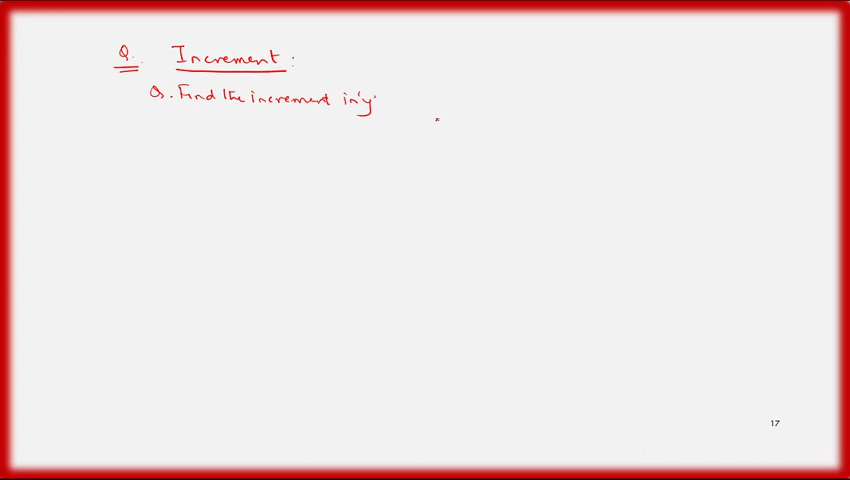 Q. Increment:
Q. Find the increment in 'y'
17